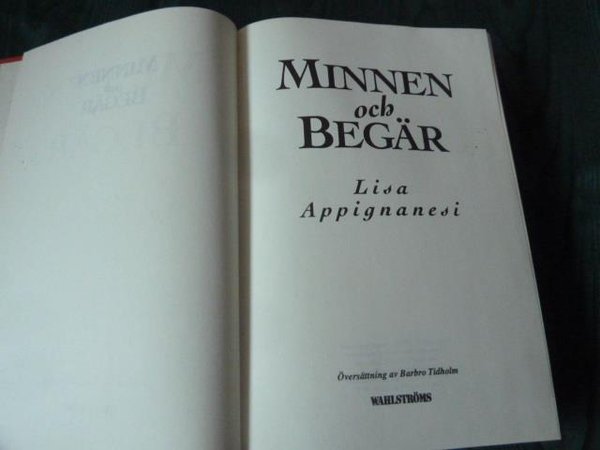 MINNEN
och
BEGÄR
Lisa
Appignanesi
Översättning av Barbro Tidholm
WAHLSTRÖMS